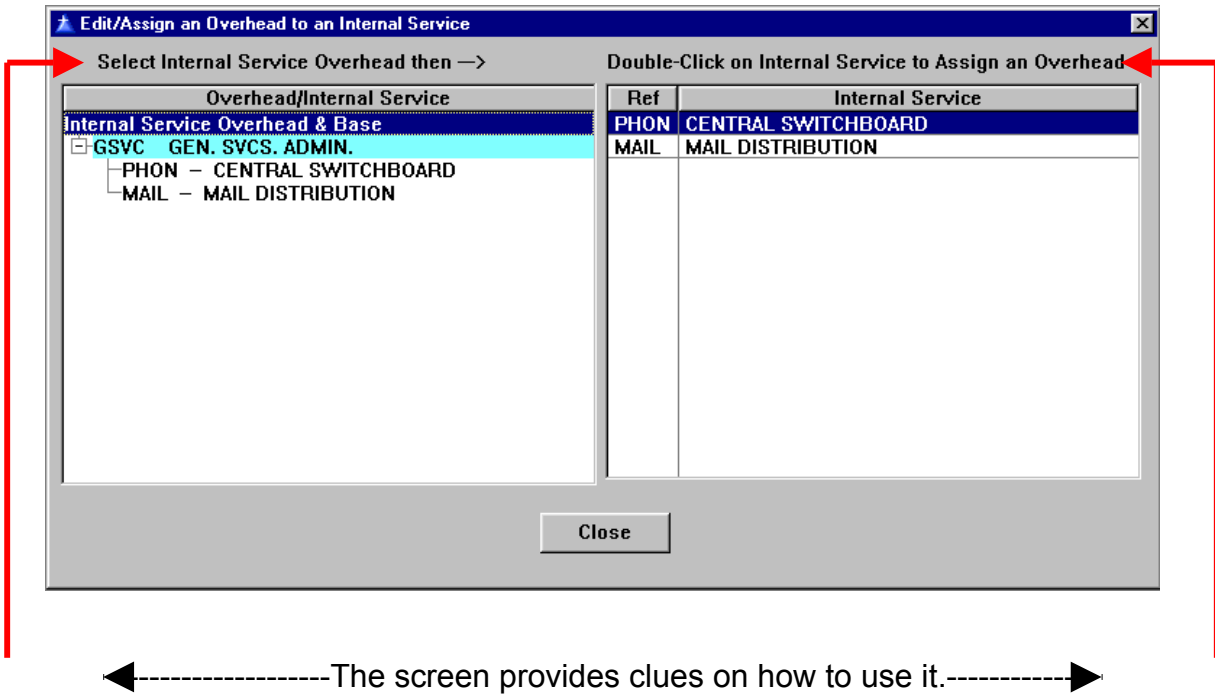 Edit/Assign an Overhead to an Internal Service
Select Internal Service Overhead then —>
Double-Click on Internal Service to Assign an Overhead
Overhead/Internal Service
Internal Service Overhead & Base
GSVC GEN. SVCS. ADMIN.
PHON – CENTRAL SWITCHBOARD
MAIL – MAIL DISTRIBUTION
Ref Internal Service
PHON CENTRAL SWITCHBOARD
MAIL MAIL DISTRIBUTION
Close
The screen provides clues on how to use it.